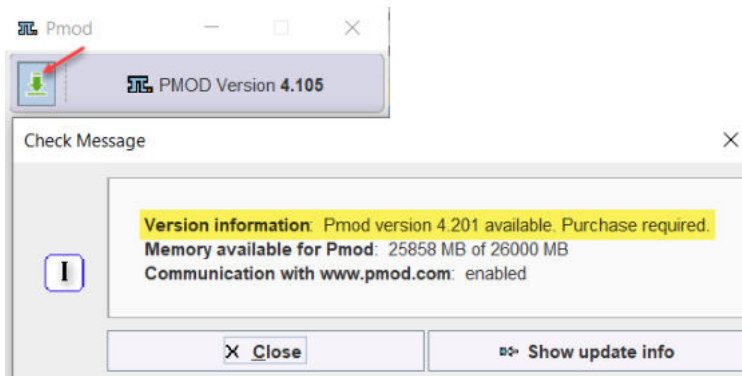 Pmod
PMOD Version 4.105
Check Message
Version information: Pmod version 4.201 available. Purchase required.
Memory available for Pmod: 25858 MB of 26000 MB
Communication with www.pmod.com: enabled
I
Close
Show update info